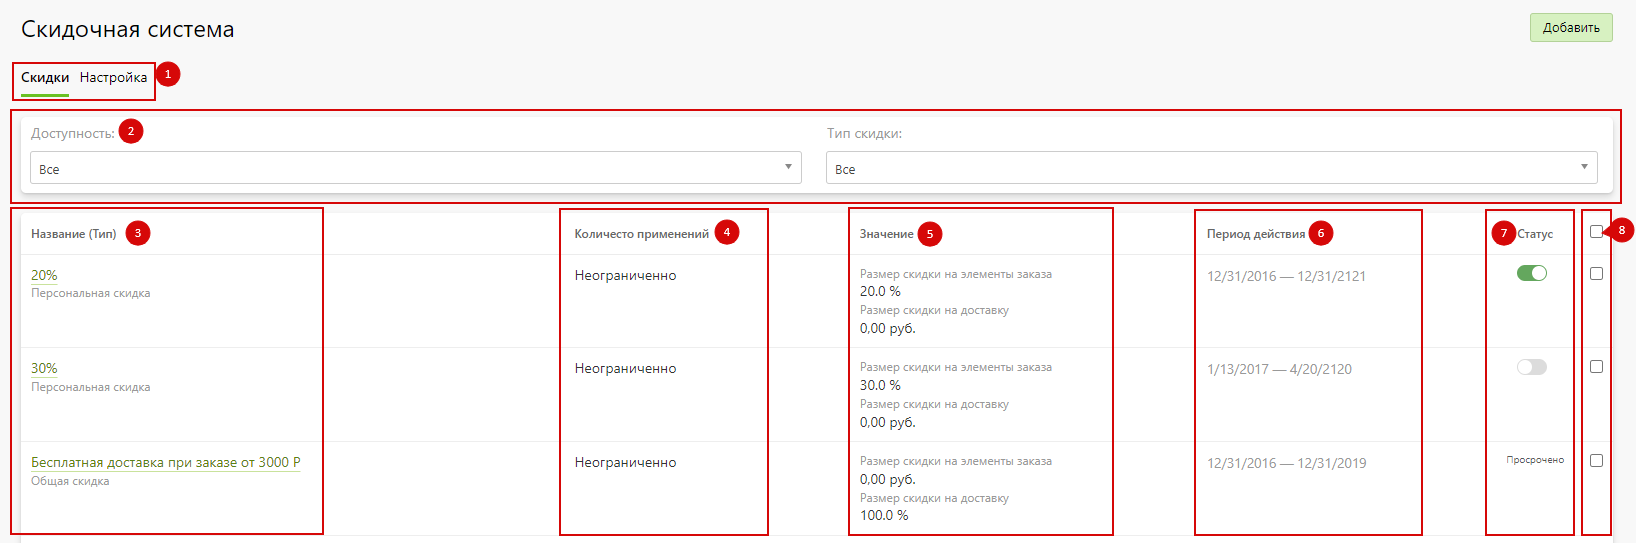 Скидочная система
Добавить
Скидки Настройка 1
Доступность: 2 Тип скидки:
Все Все
Название (Тип) 3 Количесто применений 4 Значение 5 Период действия 6 7 Статус 8
20% Неограниченно Размер скидки на элементы заказа 12/31/2016 — 12/31/2121
Персональная скидка 20.0 %
Размер скидки на доставку
0,00 руб.
30% Неограниченно Размер скидки на элементы заказа 1/13/2017 — 4/20/2120
Персональная скидка 30.0 %
Размер скидки на доставку
0,00 руб.
Бесплатная доставка при заказе от 3000 Р Неограниченно Размер скидки на элементы заказа 12/31/2016 — 12/31/2019 Просрочено
Общая скидка 0,00 руб.
Размер скидки на доставку
100.0 %